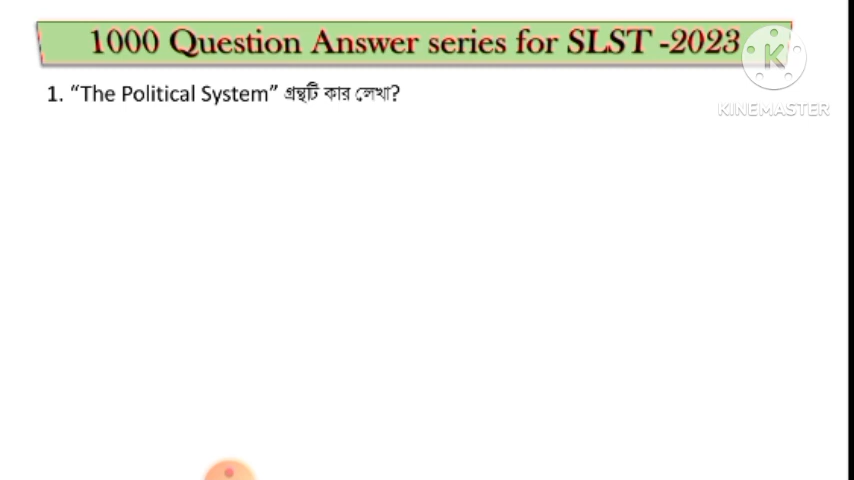 1000 Question Answer series for SLST -2023
K
KINEMASTER
1. “The Political System” গ্রন্থটি কার লেখা?